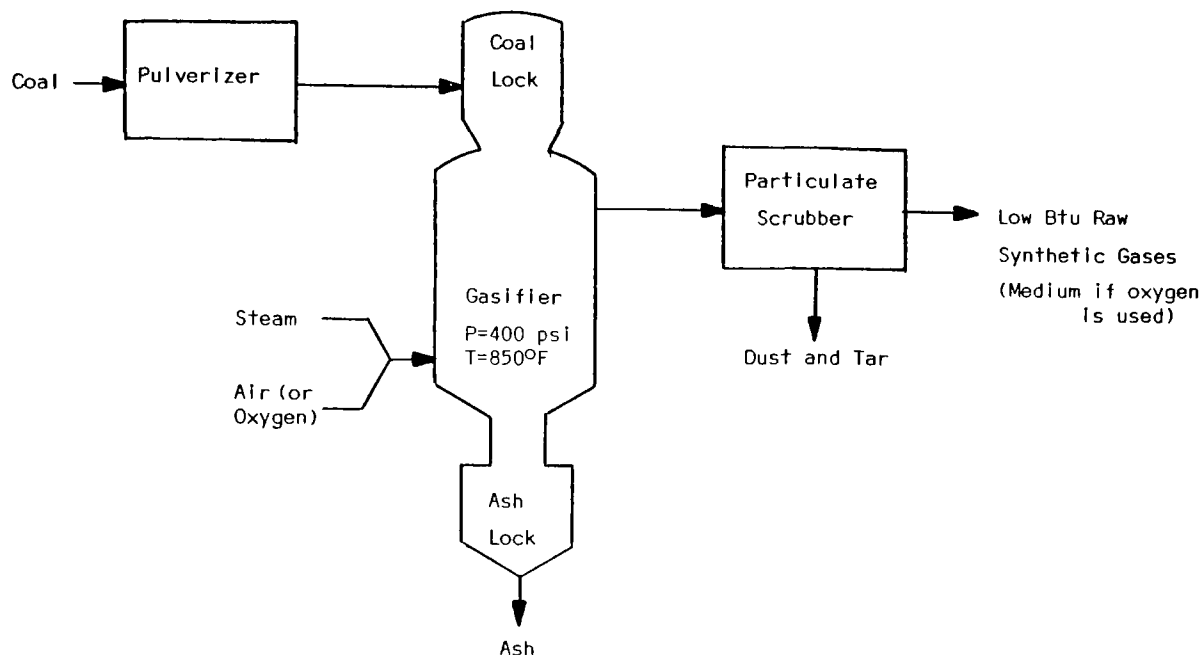 Coal
Pulverizer
Coal
Lock
Particulate
Scrubber
Low Btu Raw
Synthetic Gases
(Medium if oxygen
is used)
Dust and Tar
Gasifier
P=400 psi
T=850°F
Steam
Air (or
Oxygen)
Ash
Lock
Ash